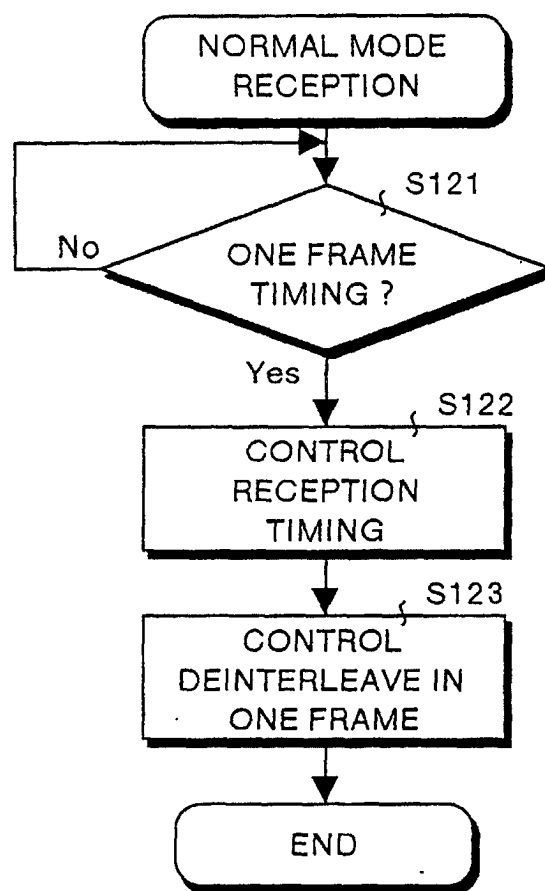 NORMAL MODE
RECEPTION
S121
No
ONE FRAME
TIMING ?
Yes
S122
CONTROL
RECEPTION
TIMING
S123
CONTROL
DEINTERLEAVE IN
ONE FRAME
END